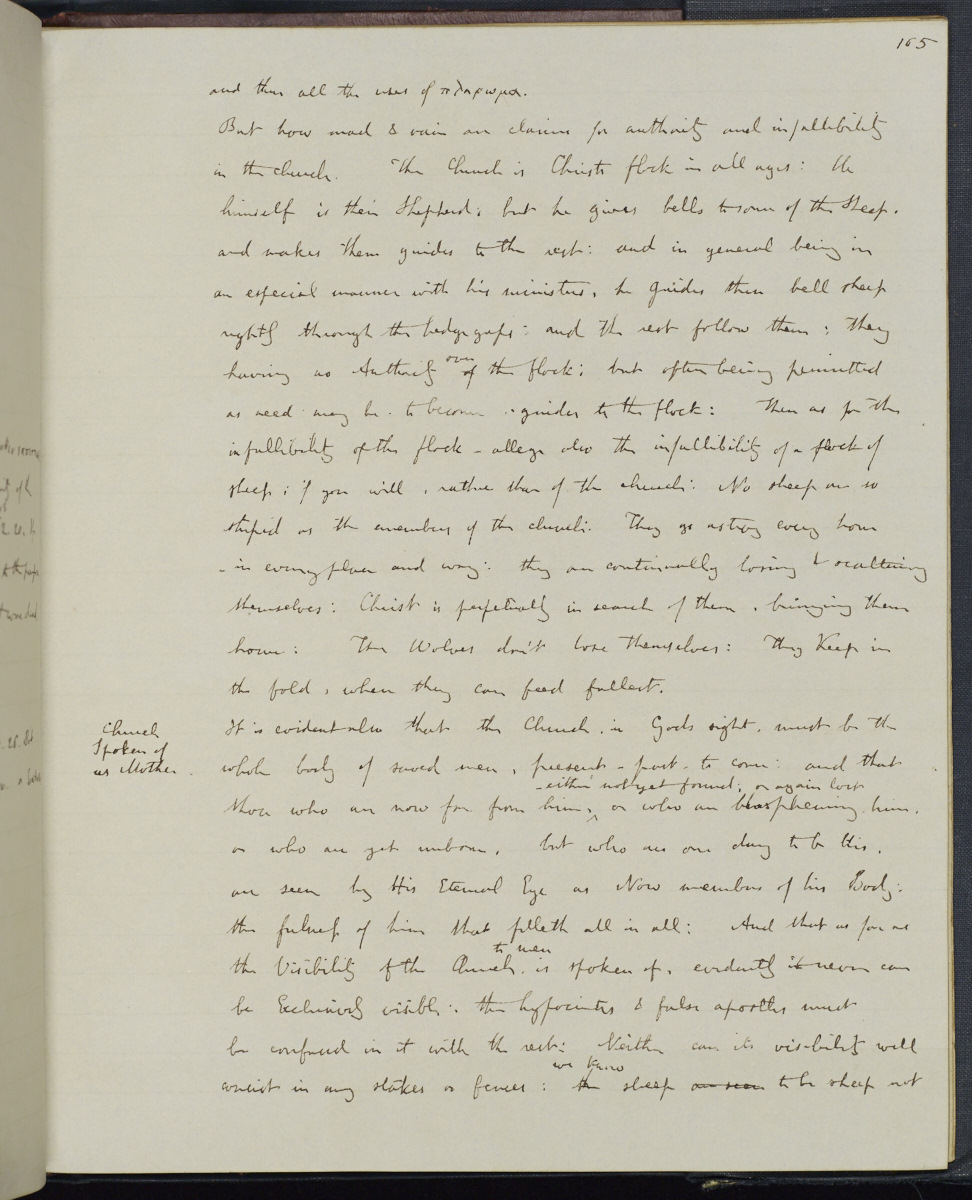 165
and then all the uses of πλαρωμα.
But how mad & vain are claims for authority and infallibility
in the church. The Church is Christs flock in all ages: He
himself is their Shepherd; but he gives bells to some of the Sheep.
and makes them guides to the rest: and in general being in
an especial manner with his ministers, he guides these bell sheep
rightly through the hedge gaps: and the rest follow them; They
having no Authority over of the flock; but often being permitted
as need may be to become guides to the flock: Then as for the
infallibility of the flock - allege also the infallibility of a flock of
sheep; if you will, rather than of the church: No sheep are so
stupid as the members of the church. They go astray every hour
- in every place and way: they are continually losing & scattering
themselves: Christ is perpetually in search of them, bringing them
home: The Wolves don't lose themselves: They Keep in
the fold, where they can feed fullest.
Church
Spoken of
as Mother.
It is evident also that the Church, in Gods sight, must be the
whole body of saved men, present - past - to come: and that
- either not yet formed; or again lost
those who are now far from him, or who are blaspheming him,
or who are yet unborn, but who are one day to be his,
are seen by His Eternal Eye as Now members of his Body:
the fulness of him that filleth all in all: And that as far as
to men
the Visibility of the Church, is spoken of, evidently it never can
be Exclusively visible: the hypocrites & false apostles must
be confused in it with the rest: Neither can its visibility well
we know
consist in any stakes or fences: the sheep are seen to be sheep not